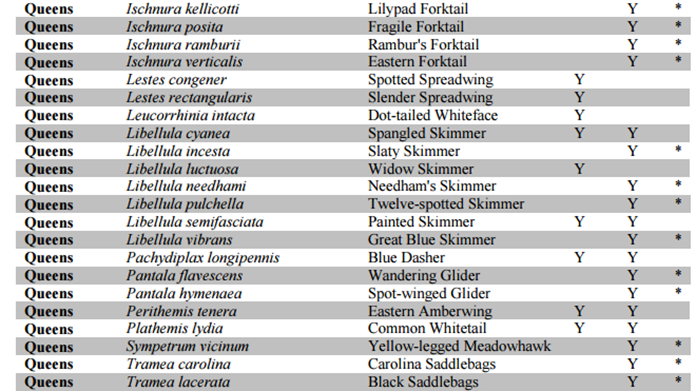 Queens Ischnura kellicotti Lilypad Forktail Y *
Queens Ischnura posita Fragile Forktail Y *
Queens Ischnura ramburii Rambur's Forktail Y *
Queens Ischnura verticalis Eastern Forktail Y *
Queens Lestes congener Spotted Spreadwing Y
Queens Lestes rectangularis Slender Spreadwing Y
Queens Leucorrhinia intacta Dot-tailed Whiteface Y
Queens Libellula cyanea Spangled Skimmer Y Y
Queens Libellula incesta Slaty Skimmer Y *
Queens Libellula luctuosa Widow Skimmer Y
Queens Libellula needhami Needham's Skimmer Y *
Queens Libellula pulchella Twelve-spotted Skimmer Y *
Queens Libellula semifasciata Painted Skimmer Y Y
Queens Libellula vibrans Great Blue Skimmer Y *
Queens Pachydiplax longipennis Blue Dasher Y Y
Queens Pantala flavescens Wandering Glider Y *
Queens Pantala hymenaea Spot-winged Glider Y *
Queens Perithemis tenera Eastern Amberwing Y Y
Queens Plathemis lydia Common Whitetail Y Y
Queens Sympetrum vicinum Yellow-legged Meadowhawk Y *
Queens Tramea carolina Carolina Saddlebags Y *
Queens Tramea lacerata Black Saddlebags Y *